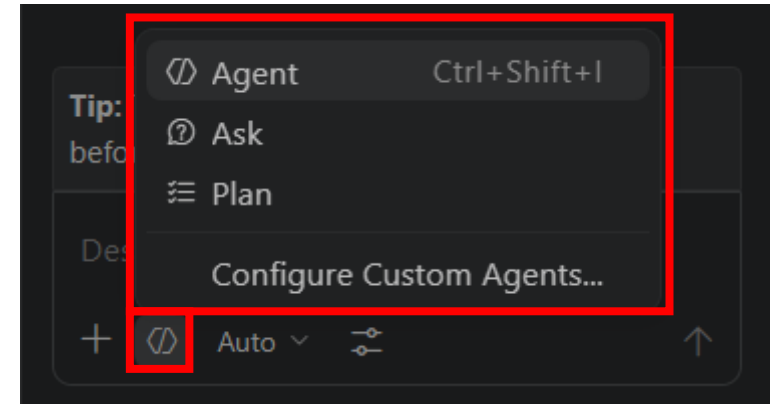 Agent Ctrl+Shift+I
Tip:
Ask
befo
Plan
Des
Configure Custom Agents...
Auto